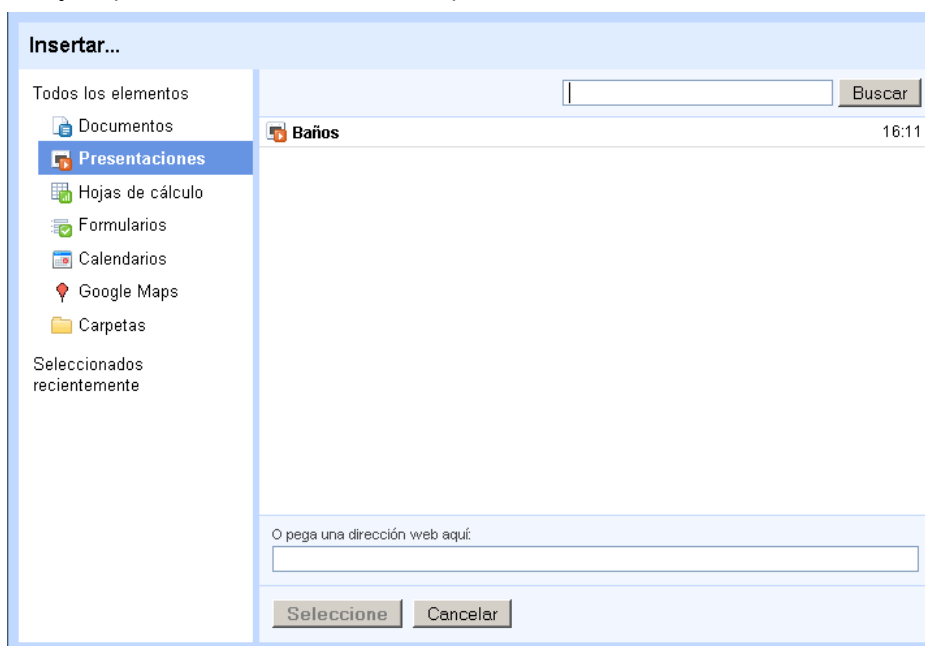 Insertar...
Todos los elementos
Documentos
Presentaciones
Hojas de cálculo
Formularios
Calendarios
Google Maps
Carpetas
Seleccionados
recientemente
Buscar
Baños 16:11
O pega una dirección web aquí:
Seleccione Cancelar